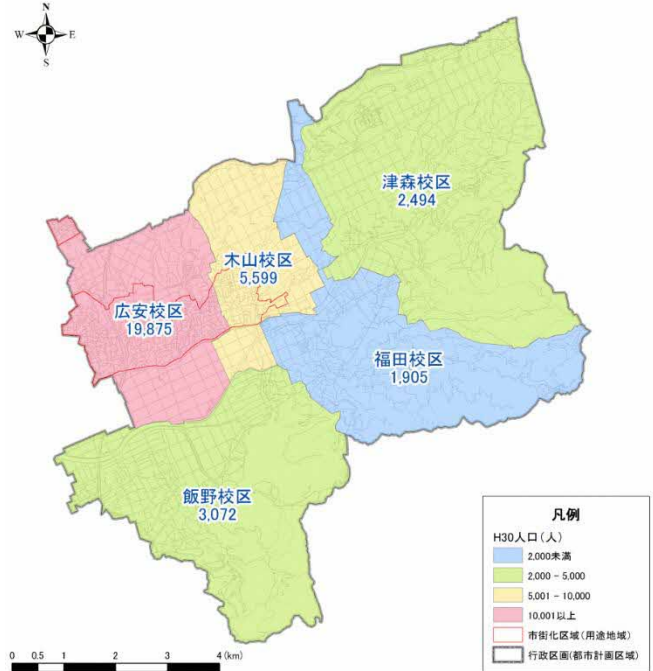 N
W E
S
津森校区
2,494
木山校区
5,599
広安校区
19,875
福田校区
1,905
飯野校区
3,072
凡例
H30人口(人)
2,000未満
2,000 - 5,000
5,001 - 10,000
10,001以上
市街化区域(用途地域)
行政区画(都市計画区域)
0 0.5 1 2 3 4(km)